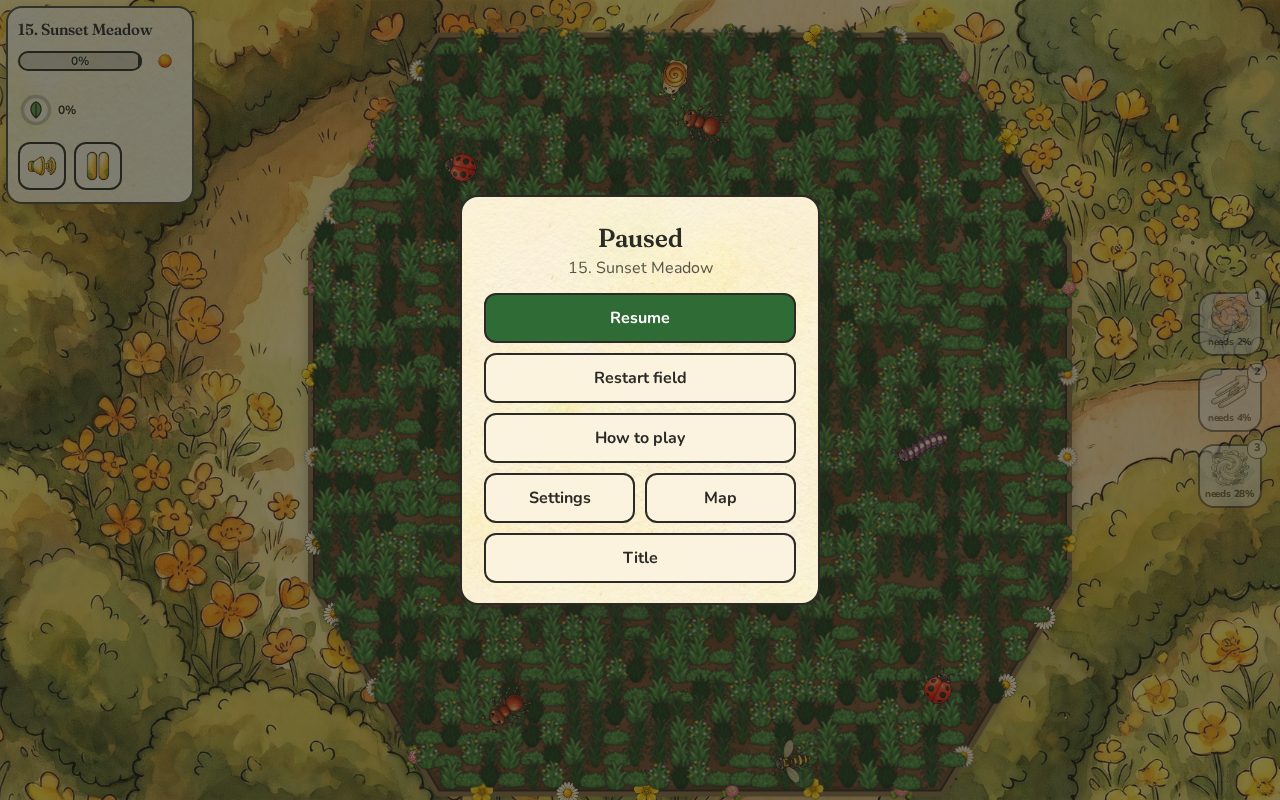 15. Sunset Meadow
0%
0%
Paused
15. Sunset Meadow
Resume
Restart field
How to play
Settings
Map
Title
1
needs 2%
2
needs 4%
3
needs 28%